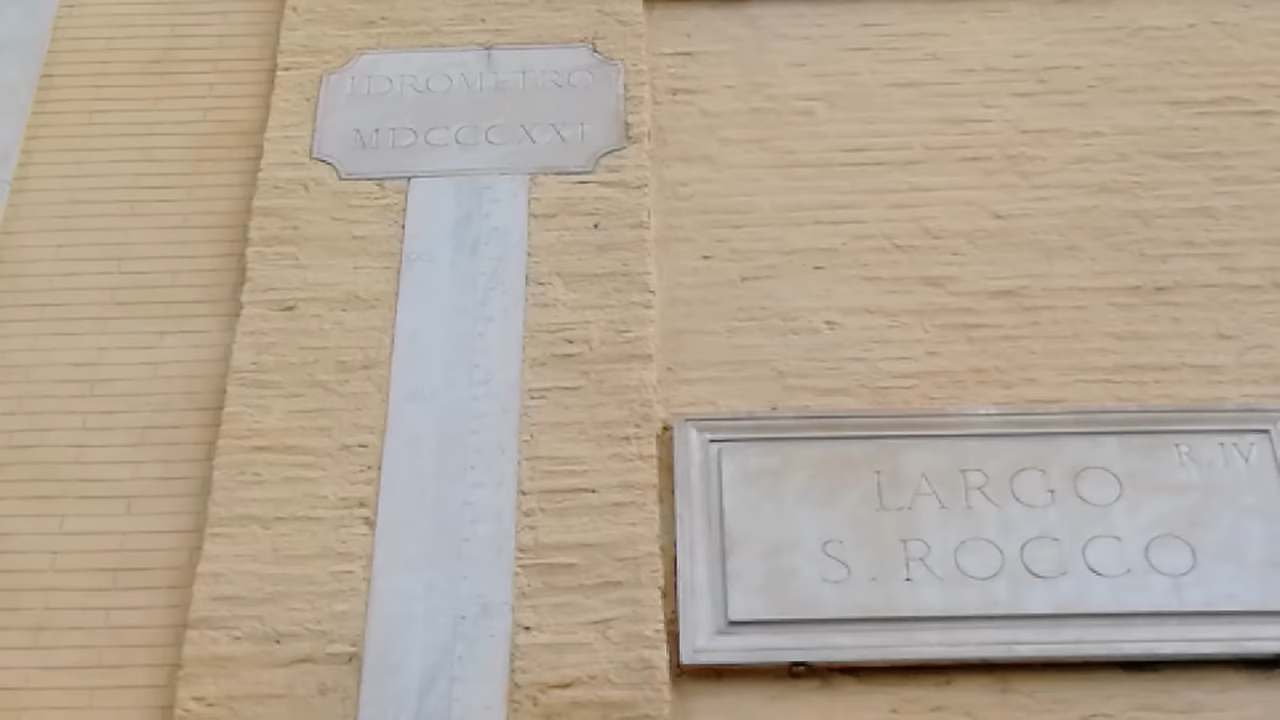 IDROMETRO
MDCCCXXI
R. IV
LARGO
S. ROCCO